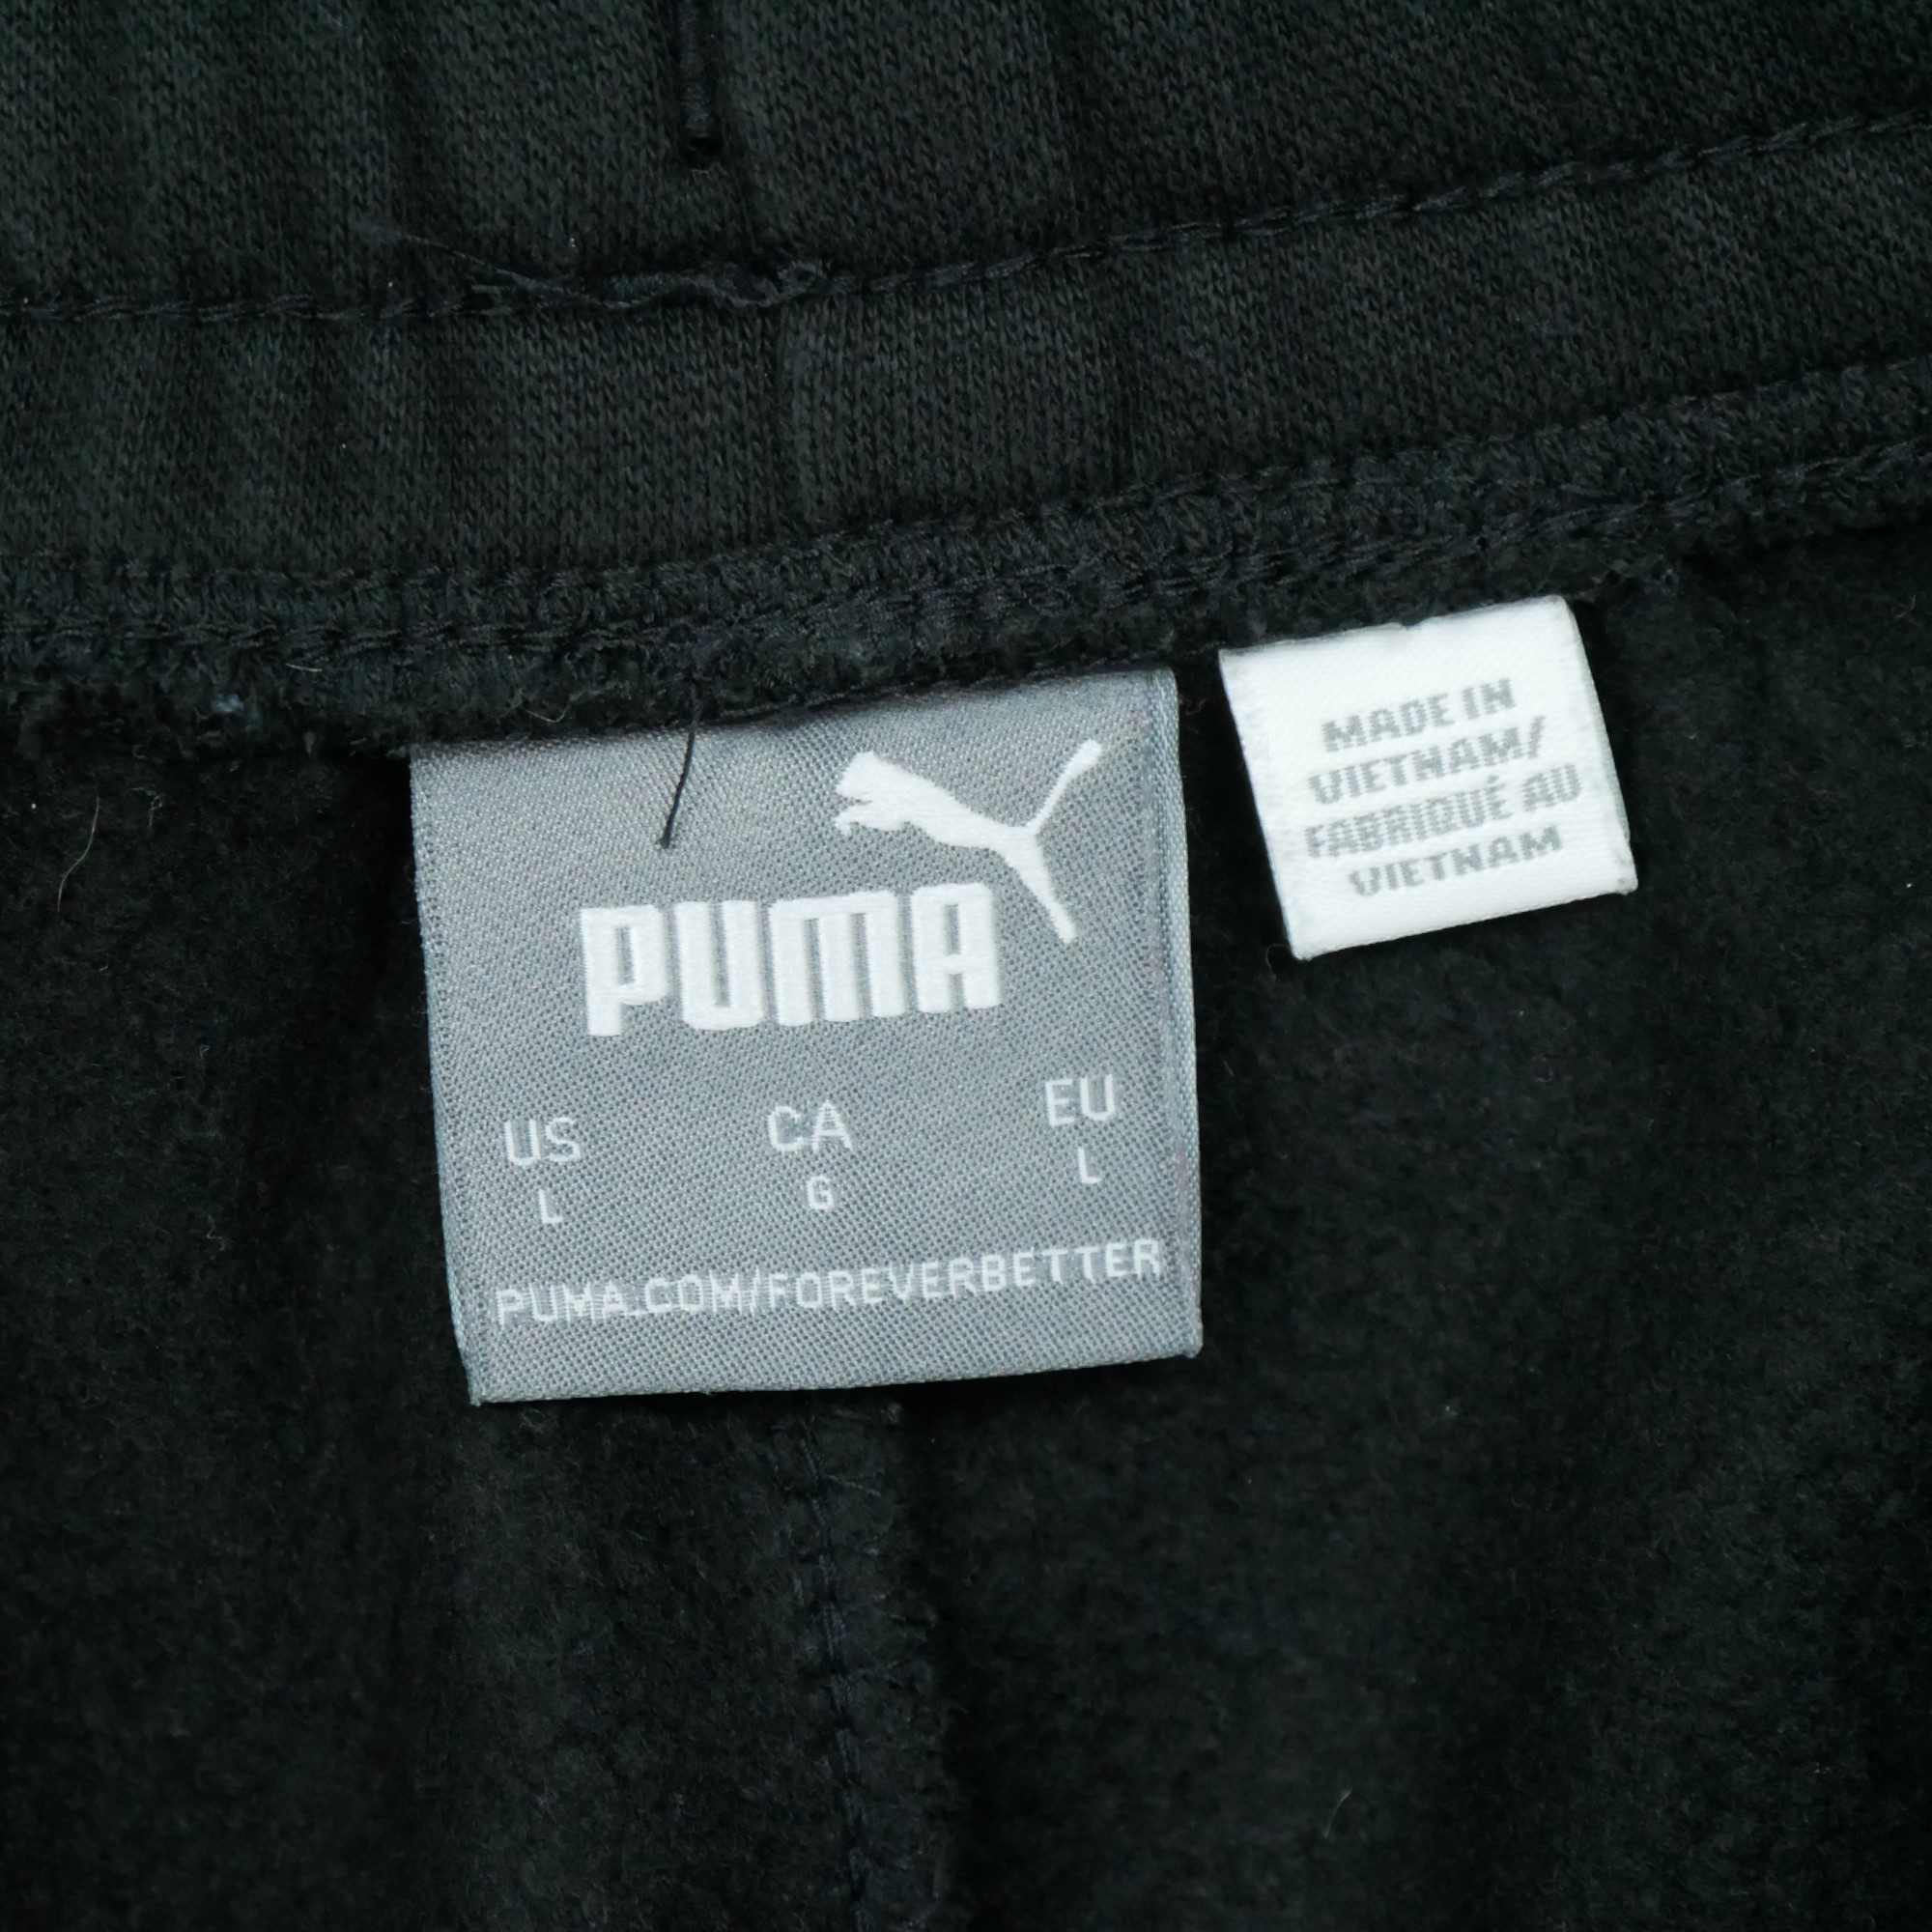 PUMA
US CA EU
L G L
PUMA.COM/FOREVERBETTER
MADE IN
VIETNAM/
FABRIQUÉ AU
VIETNAM